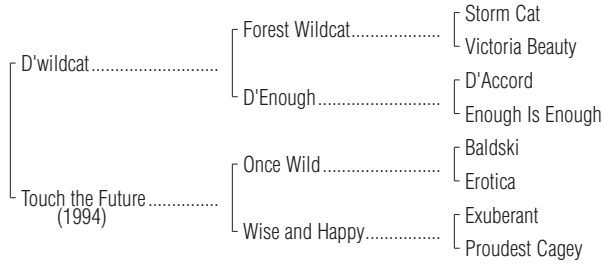 Storm Cat
Forest Wildcat....................
Victoria Beauty
D'wildcat.............................
D'Accord
D'Enough...........................
Enough Is Enough
Baldski
Once Wild..........................
Erotica
Touch the Future................
(1994)
Exuberant
Wise and Happy.................
Proudest Cagey